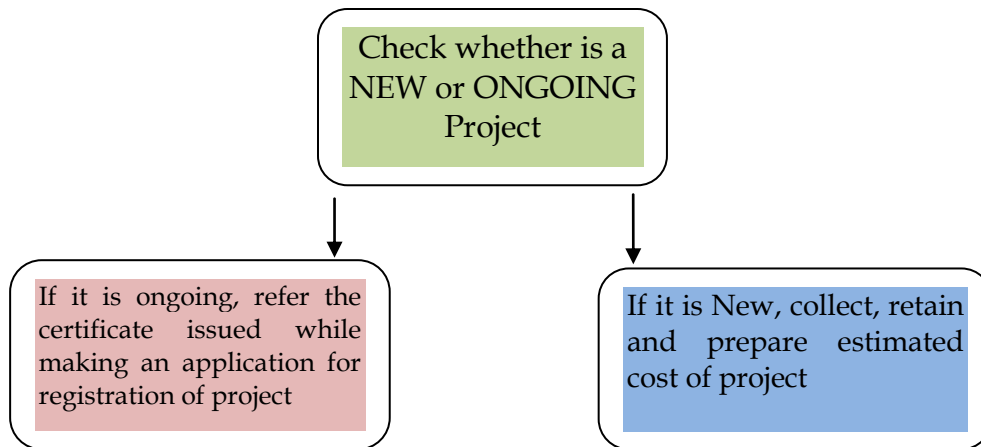 Check whether is a
NEW or ONGOING
Project
If it is ongoing, refer the
certificate issued while
making an application for
registration of project
If it is New, collect, retain
and prepare estimated
cost of project